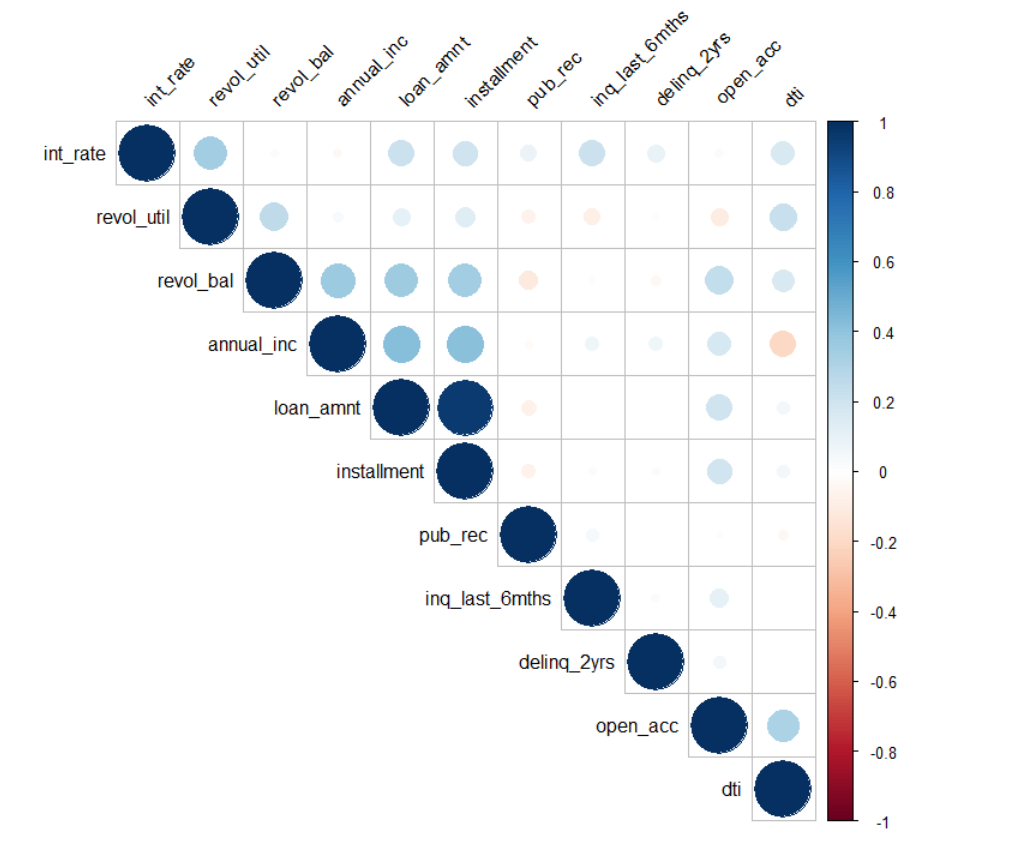 int_rate
revol_util
revol_bal
annual_inc
loan_amnt
installment
pub_rec
inq_last_6mths
delinq_2yrs
open_acc
dti
int_rate
revol_util
revol_bal
annual_inc
loan_amnt
installment
pub_rec
inq_last_6mths
delinq_2yrs
open_acc
dti
1
0.8
0.6
0.4
0.2
0
-0.2
-0.4
-0.6
-0.8
-1